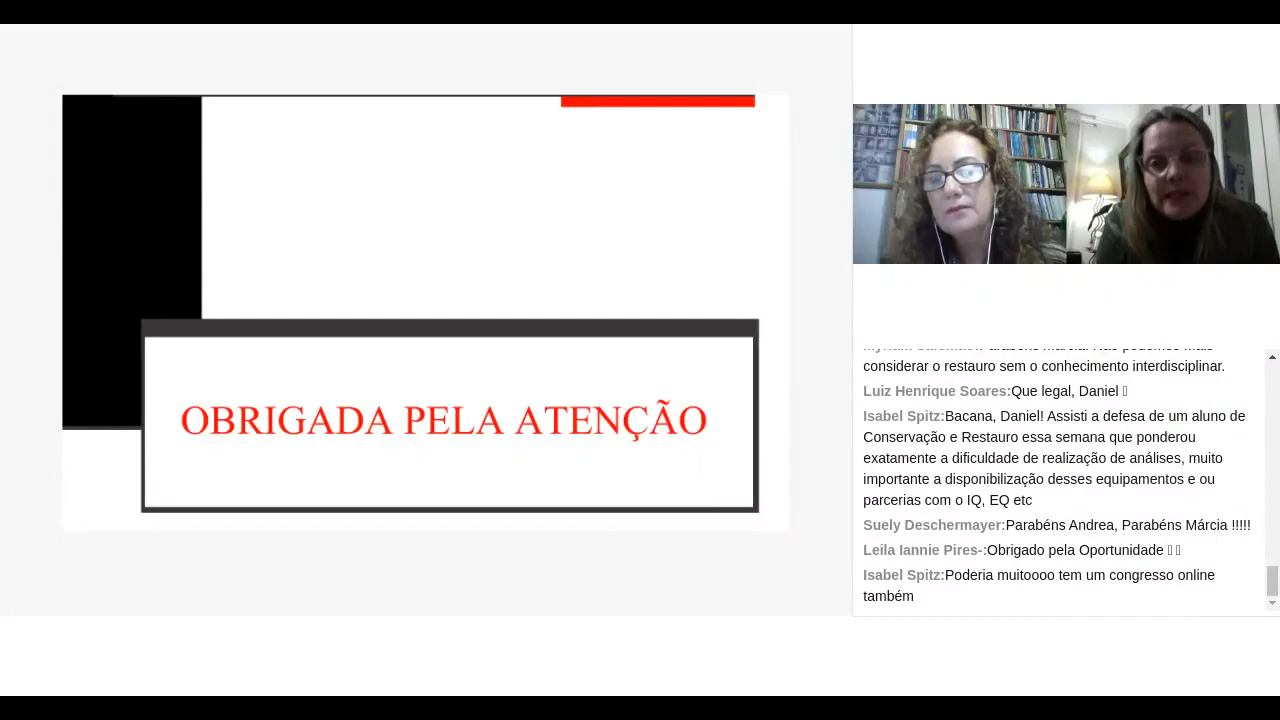 OBRIGADA PELA ATENÇÃO
considerar o restauro sem o conhecimento interdisciplinar.
Luiz Henrique Soares:Que legal, Daniel
Isabel Spitz:Bacana, Daniel! Assisti a defesa de um aluno de
Conservação e Restauro essa semana que ponderou
exatamente a dificuldade de realização de análises, muito
importante a disponibilização desses equipamentos e ou
parcerias com o IQ, EQ etc
Suely Deschermayer:Parabéns Andrea, Parabéns Márcia !!!!!
Leila Iannie Pires-:Obrigado pela Oportunidade
Isabel Spitz:Poderia muitoooo tem um congresso online
também